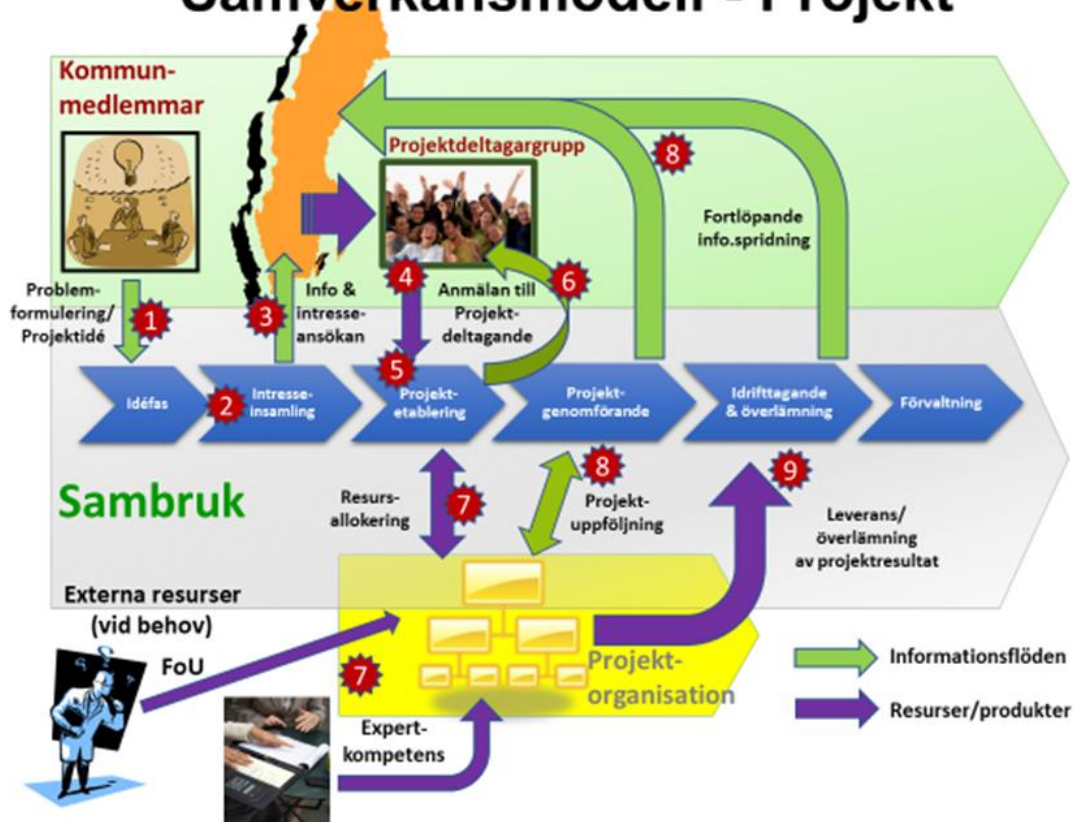 Samverkansmodell - Projekt
Kommun-
medlemmar
Projektdeltagargrupp
8
Fortlöpande
info.spridning
Problem-
formulering/
Projektidé
1
3
Info &
intresse-
ansökan
4
Anmälan till
Projekt-
deltagande
6
5
Idéfas
2
Intresse-
insamling
Projekt-
etablering
Projekt-
genomförande
Idrifttagande
& överlämning
Förvaltning
Sambruk
Resurs-
allokering
7
8
Projekt-
uppföljning
9
Leverans/
överlämning
av projektresultat
Externa resurser
(vid behov)
FoU
7
Projekt-
organisation
Expert-
kompetens
Informationsflöden
Resurser/produkter